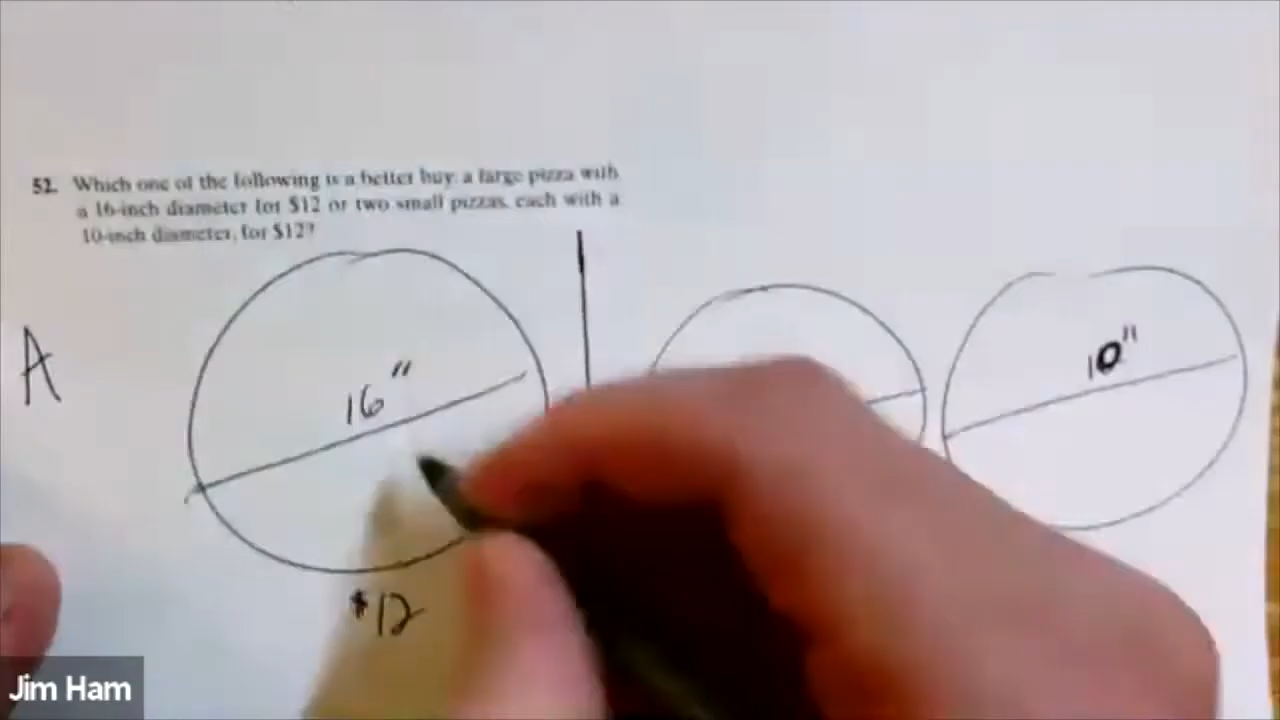 52. Which one of the following is a better buy: a large pizza with
a 16-inch diameter for $12 or two small pizzas, each with a
10-inch diameter, for $12?
A
16"
10"
$12
Jim Ham